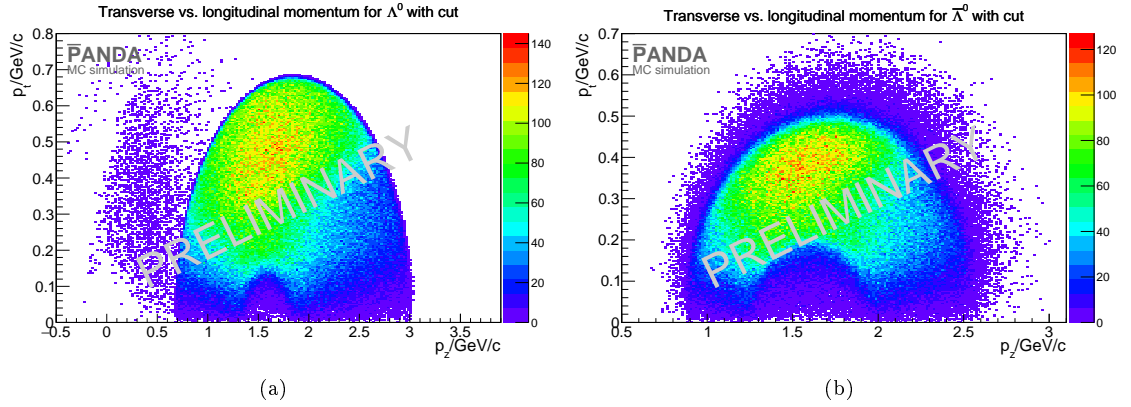 Transverse vs. longitudinal momentum for Λ⁰ with cut
p_t/GeV/c
0.8
0.7
0.6
0.5
0.4
0.3
0.2
0.1
0
P̅ANDA
MC simulation
PRELIMINARY
140
120
100
80
60
40
20
0
−0.5 0 0.5 1 1.5 2 2.5 3 3.5
p_z/GeV/c
(a)
Transverse vs. longitudinal momentum for Λ̅⁰ with cut
p_t/GeV/c
0.8
0.7
0.6
0.5
0.4
0.3
0.2
0.1
0
P̅ANDA
MC simulation
PRELIMINARY
120
100
80
60
40
20
0
0.5 1 1.5 2 2.5 3
p_z/GeV/c
(b)